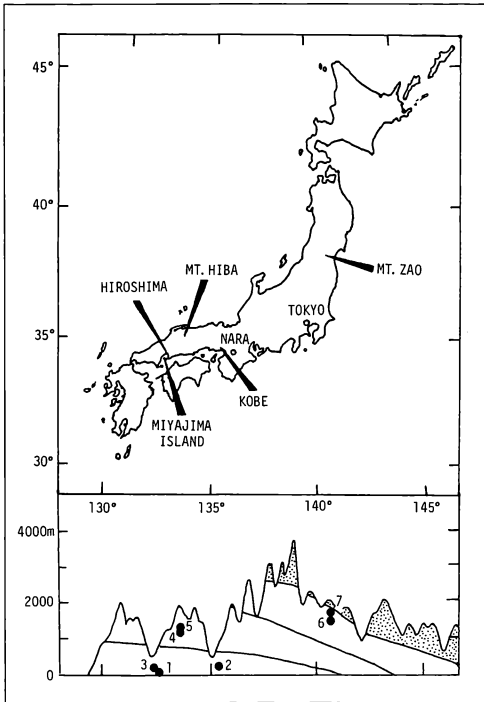 45°
40°
MT. HIBA
MT. ZAO
HIROSHIMA
TOKYO
35°
NARA
KOBE
MIYAJIMA
ISLAND
30°
130°
135°
140°
145°
4000m
2000
7
5
4
6
3
1
2
0